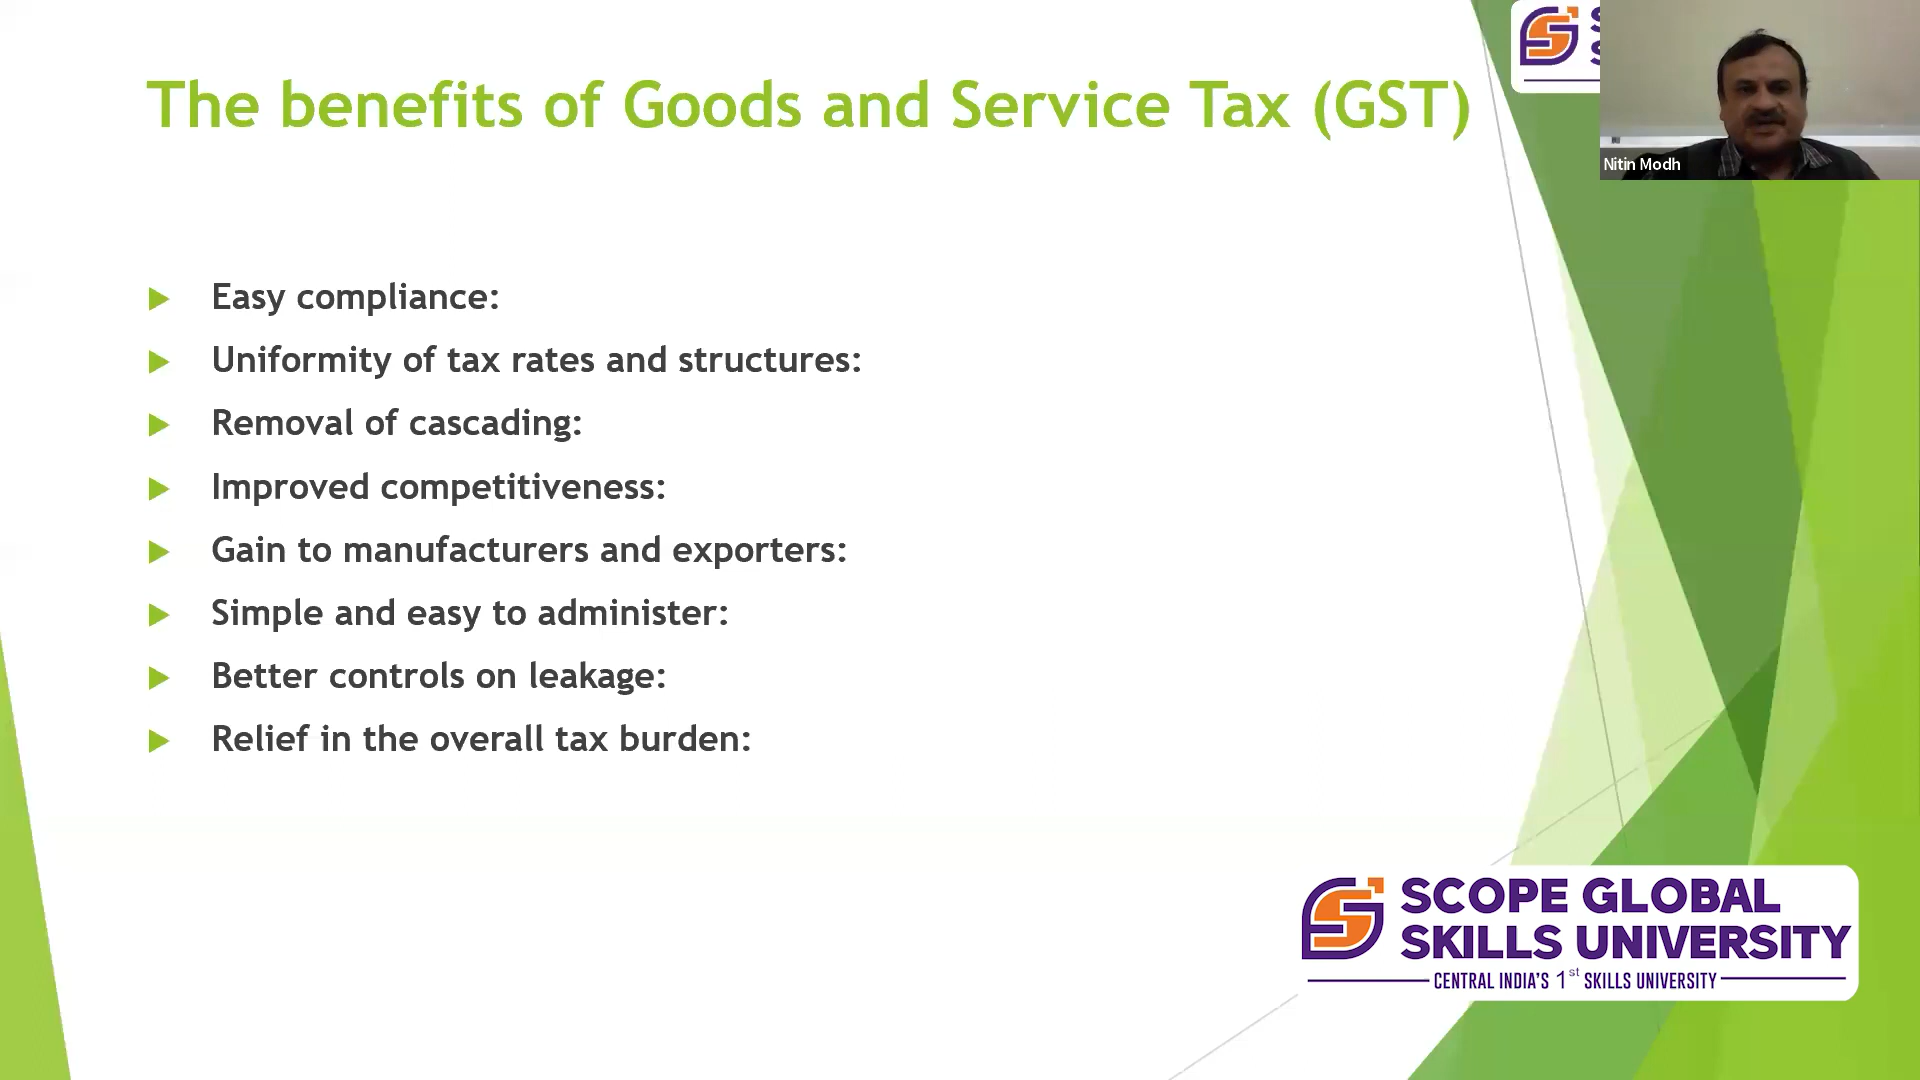 The benefits of Goods and Service Tax (GST)
Nitin Modh
Easy compliance:
Uniformity of tax rates and structures:
Removal of cascading:
Improved competitiveness:
Gain to manufacturers and exporters:
Simple and easy to administer:
Better controls on leakage:
Relief in the overall tax burden:
SCOPE GLOBAL
SKILLS UNIVERSITY
CENTRAL INDIA'S 1st SKILLS UNIVERSITY